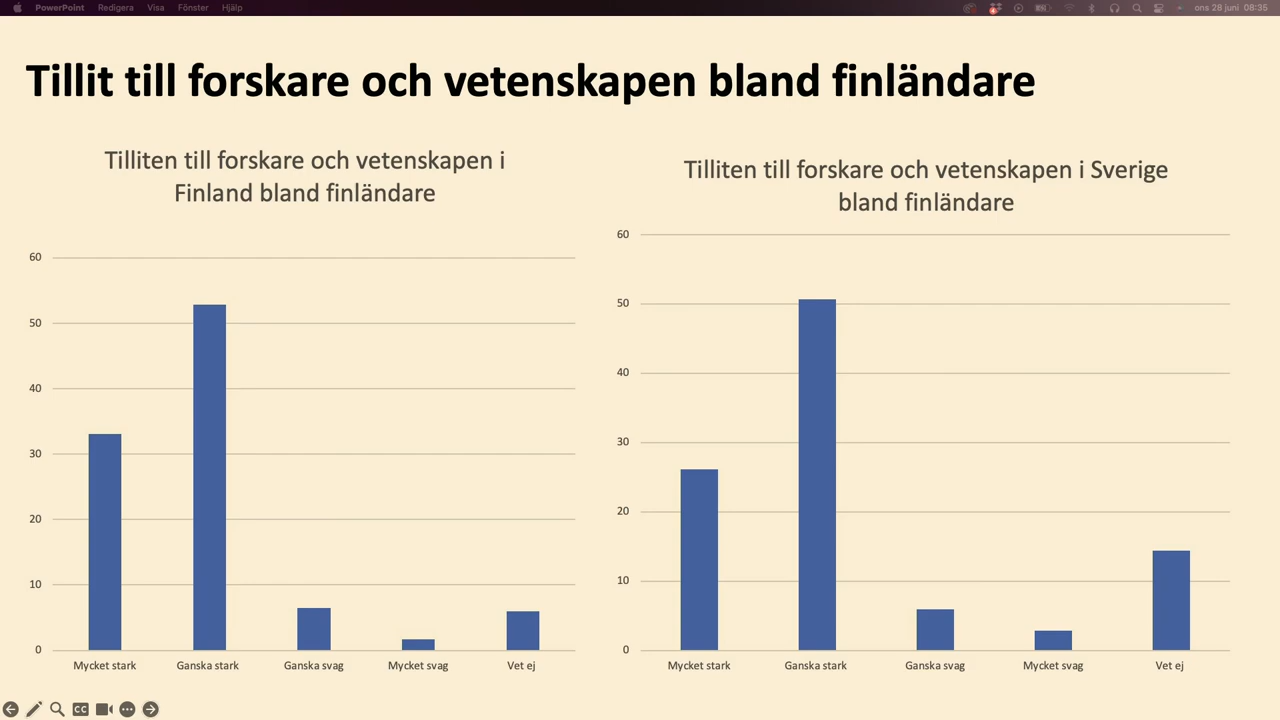 PowerPoint Redigera Visa Fönster Hjälp ons 28 juni 08:35
Tillit till forskare och vetenskapen bland finländare
Tilliten till forskare och vetenskapen i
Finland bland finländare
60
50
40
30
20
10
0
Mycket stark Ganska stark Ganska svag Mycket svag Vet ej
Tilliten till forskare och vetenskapen i Sverige
bland finländare
60
50
40
30
20
10
0
Mycket stark Ganska stark Ganska svag Mycket svag Vet ej
CC